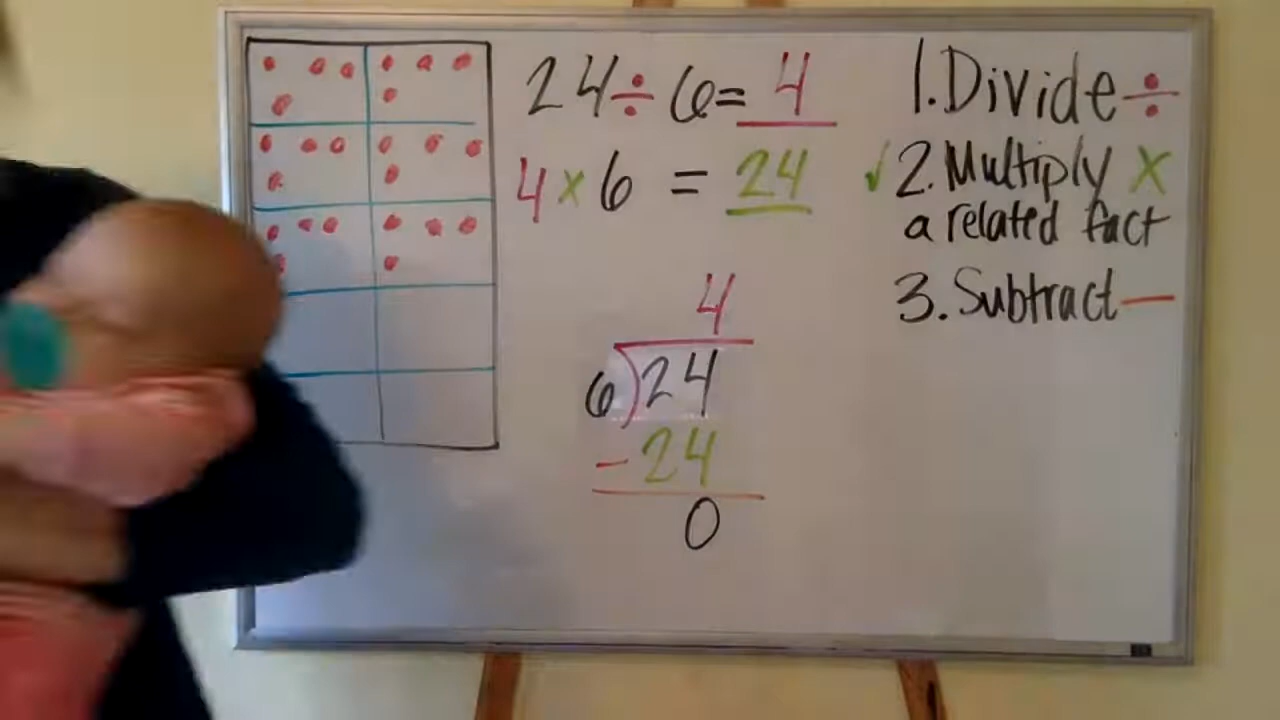 24÷6=4
4×6=24
4
6)24
-24
0
1.Divide÷
✓2.Multiply ×
a related fact
3.Subtract—